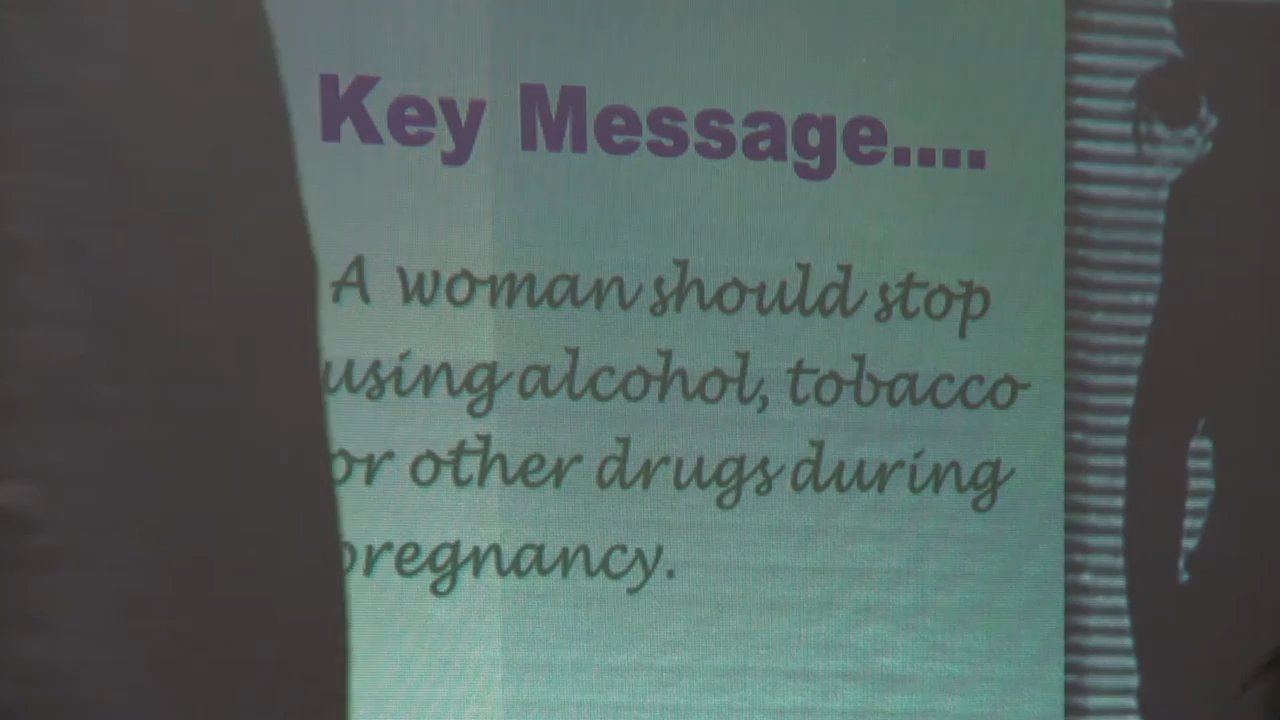 Key Message....
A woman should stop
using alcohol, tobacco
or other drugs during
pregnancy.